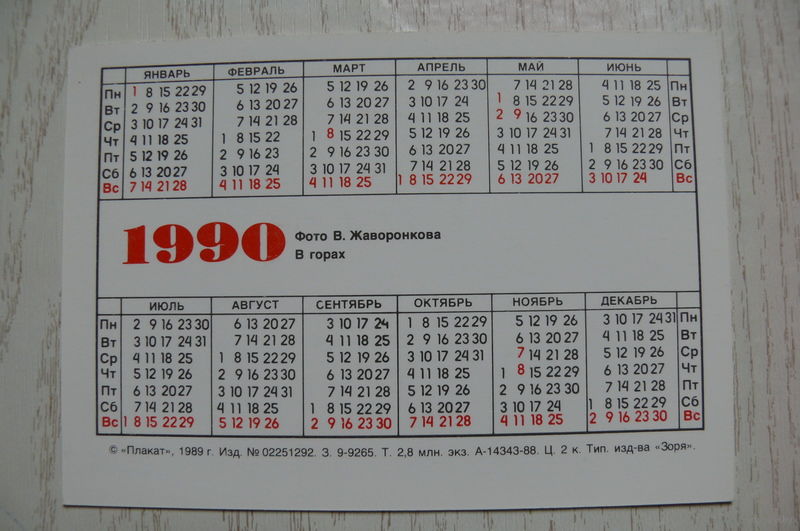 ЯНВАРЬ ФЕВРАЛЬ МАРТ АПРЕЛЬ МАЙ ИЮНЬ
Пн 1 8 15 22 29 5 12 19 26 5 12 19 26 2 9 16 23 30 7 14 21 28 4 11 18 25 Пн
Вт 2 9 16 23 30 6 13 20 27 6 13 20 27 3 10 17 24 1 8 15 22 29 5 12 19 26 Вт
Ср 3 10 17 24 31 7 14 21 28 7 14 21 28 4 11 18 25 2 9 16 23 30 6 13 20 27 Ср
Чт 4 11 18 25 1 8 15 22 1 8 15 22 29 5 12 19 26 3 10 17 24 31 7 14 21 28 Чт
Пт 5 12 19 26 2 9 16 23 2 9 16 23 30 6 13 20 27 4 11 18 25 1 8 15 22 29 Пт
Сб 6 13 20 27 3 10 17 24 3 10 17 24 31 7 14 21 28 5 12 19 26 2 9 16 23 30 Сб
Вс 7 14 21 28 4 11 18 25 4 11 18 25 1 8 15 22 29 6 13 20 27 3 10 17 24 Вс
1990
Фото В. Жаворонкова
В горах
ИЮЛЬ АВГУСТ СЕНТЯБРЬ ОКТЯБРЬ НОЯБРЬ ДЕКАБРЬ
Пн 2 9 16 23 30 6 13 20 27 3 10 17 24 1 8 15 22 29 5 12 19 26 3 10 17 24 31 Пн
Вт 3 10 17 24 31 7 14 21 28 4 11 18 25 2 9 16 23 30 6 13 20 27 4 11 18 25 Вт
Ср 4 11 18 25 1 8 15 22 29 5 12 19 26 3 10 17 24 31 7 14 21 28 5 12 19 26 Ср
Чт 5 12 19 26 2 9 16 23 30 6 13 20 27 4 11 18 25 1 8 15 22 29 6 13 20 27 Чт
Пт 6 13 20 27 3 10 17 24 31 7 14 21 28 5 12 19 26 2 9 16 23 30 7 14 21 28 Пт
Сб 7 14 21 28 4 11 18 25 1 8 15 22 29 6 13 20 27 3 10 17 24 1 8 15 22 29 Сб
Вс 1 8 15 22 29 5 12 19 26 2 9 16 23 30 7 14 21 28 4 11 18 25 2 9 16 23 30 Вс
© «Плакат», 1989 г. Изд. № 02251292. З. 9-9265. Т. 2,8 млн. экз. А-14343-88. Ц. 2 к. Тип. изд-ва «Зоря».